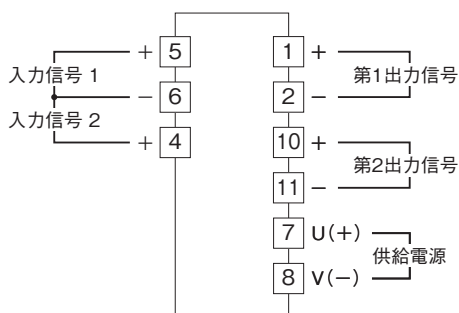 入力信号 1
入力信号 2
+ 5
− 6
+ 4
1 +
2 −
第1出力信号
10 +
11 −
第2出力信号
7 U(+)
8 V(−)
供給電源